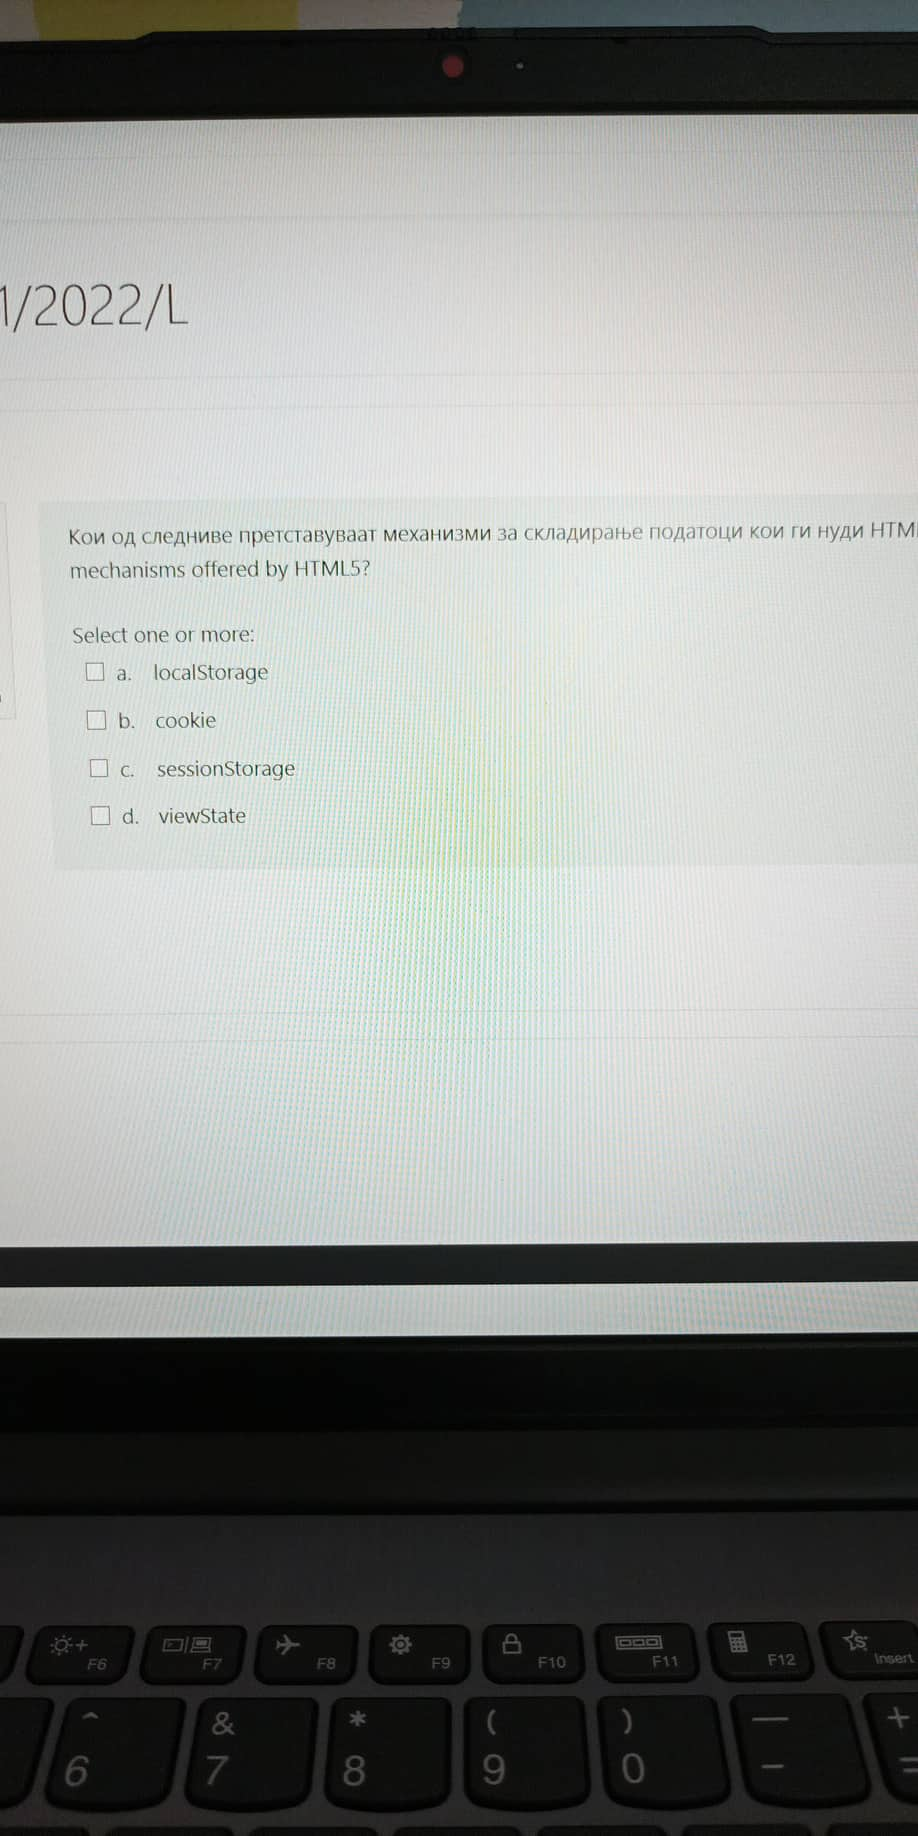 1/2022/L
Кои од следниве претставуваат механизми за складирање податоци кои ги нуди HTM
mechanisms offered by HTML5?
Select one or more:
a. localStorage
b. cookie
c. sessionStorage
d. viewState
F6 F7 F8 F9 F10 F11 F12 Insert
^ & * ( ) — +
6 7 8 9 0 - =